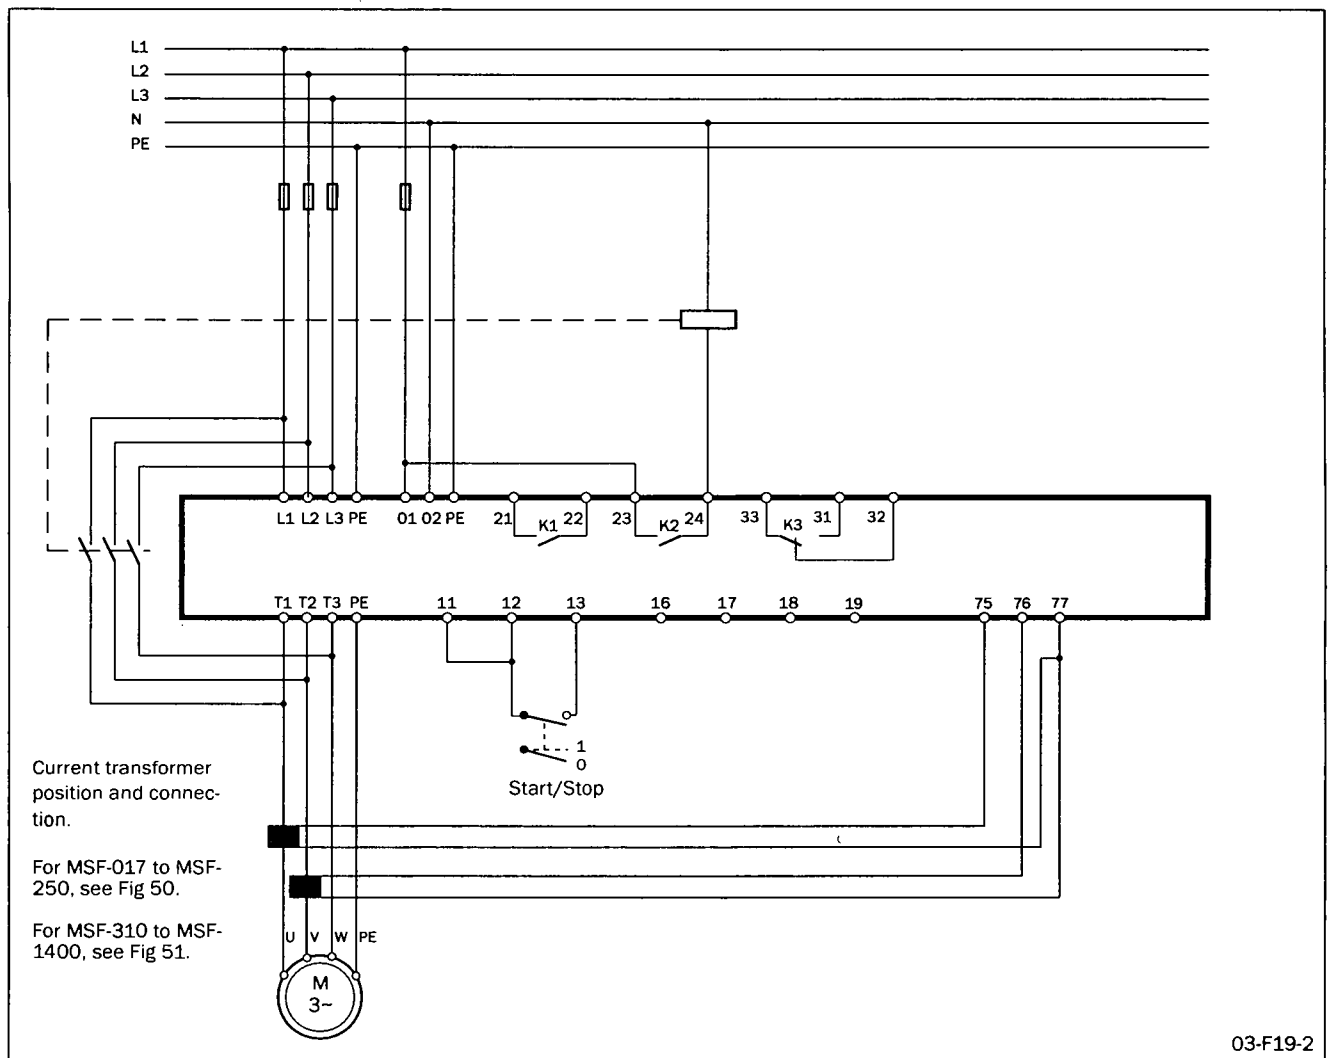 L1
L2
L3
N
PE
L1 L2 L3 PE 01 02 PE 21 K1 22 23 K2 24 33 K3 31 32
T1 T2 T3 PE 11 12 13 16 17 18 19 75 76 77
1
0
Start/Stop
Current transformer
position and connec-
tion.
For MSF-017 to MSF-
250, see Fig 50.
For MSF-310 to MSF-
1400, see Fig 51.
U V W PE
M
3~
03-F19-2